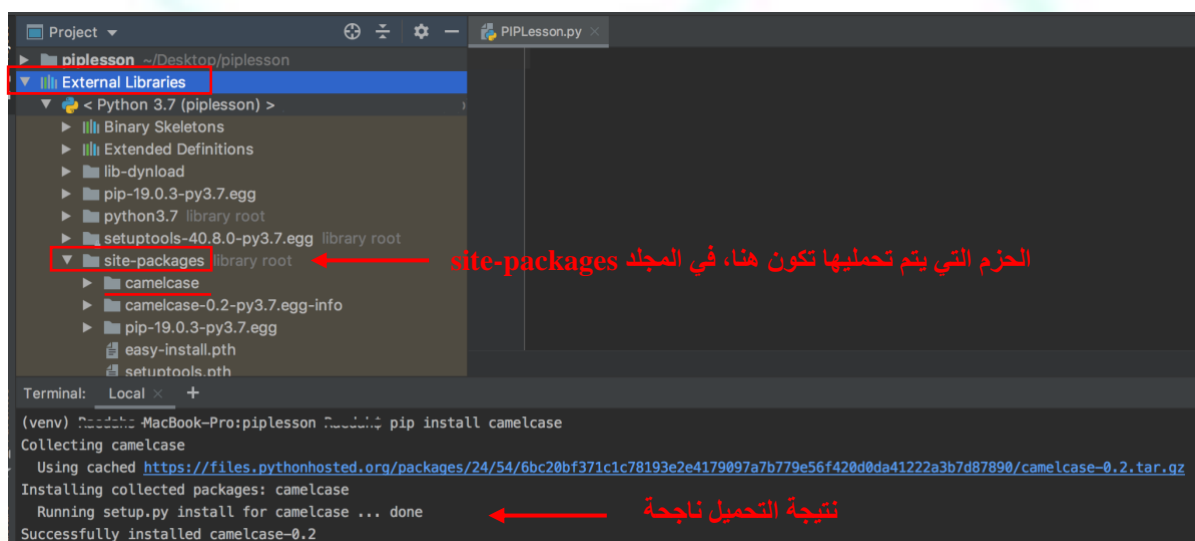 Project
PIPLesson.py
piplesson ~/Desktop/piplesson
External Libraries
< Python 3.7 (piplesson) >
Binary Skeletons
Extended Definitions
lib-dynload
pip-19.0.3-py3.7.egg
python3.7 library root
setuptools-40.8.0-py3.7.egg library root
site-packages library root
الحزم التي يتم تحمليها تكون هنا، في المجلد site-packages
camelcase
camelcase-0.2-py3.7.egg-info
pip-19.0.3-py3.7.egg
easy-install.pth
setuptools.pth
Terminal: Local +
(venv) MacBook-Pro:piplesson $ pip install camelcase
Collecting camelcase
Using cached https://files.pythonhosted.org/packages/24/54/6bc20bf371c1c78193e2e4179097a7b779e56f420d0da41222a3b7d87890/camelcase-0.2.tar.gz
Installing collected packages: camelcase
Running setup.py install for camelcase ... done
نتيجة التحميل ناجحة
Successfully installed camelcase-0.2